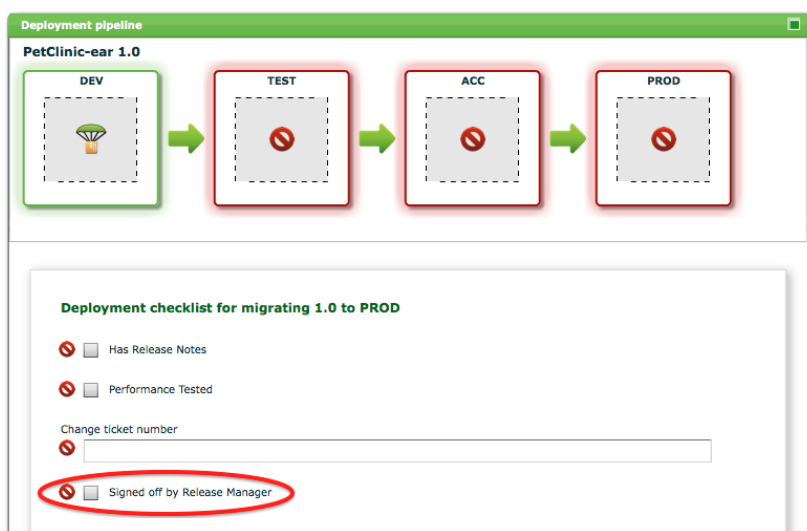 Deployment pipeline
PetClinic-ear 1.0
DEV TEST ACC PROD
Deployment checklist for migrating 1.0 to PROD
Has Release Notes
Performance Tested
Change ticket number
Signed off by Release Manager